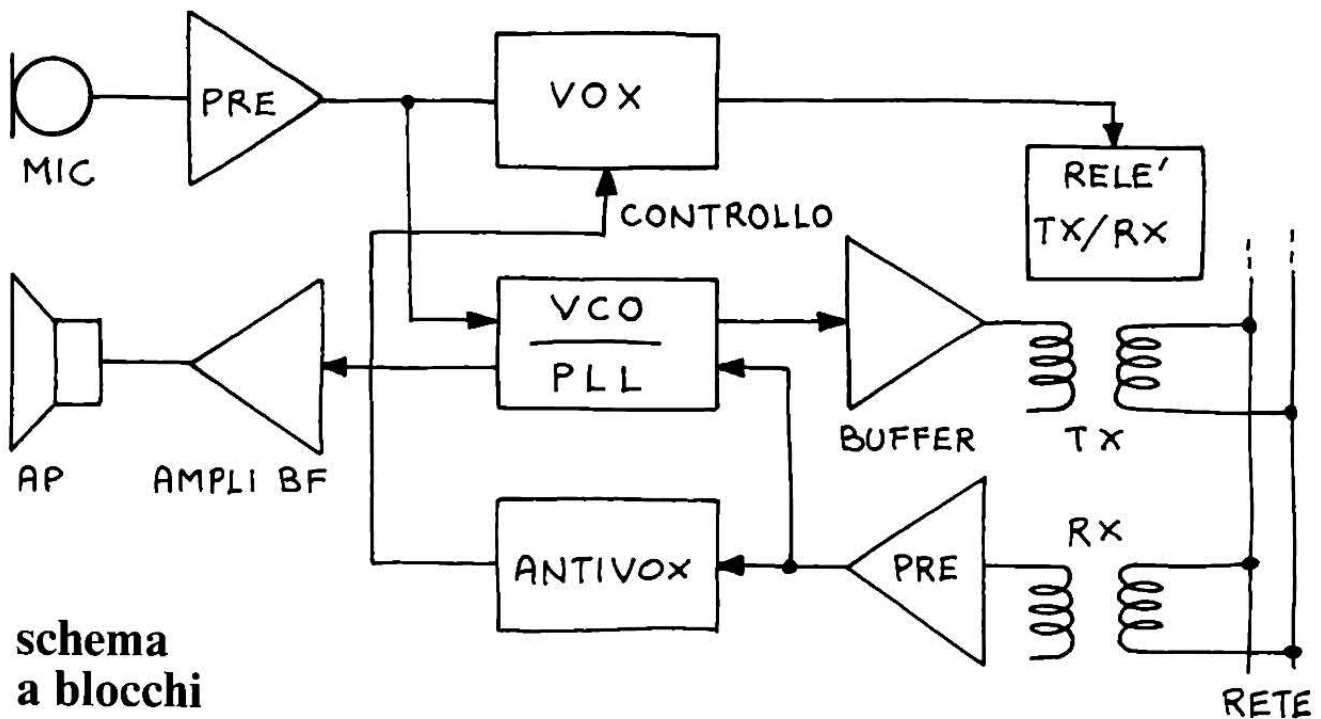 PRE
VOX
MIC
RELE'
TX/RX
CONTROLLO
VCO
PLL
AP
AMPLI BF
BUFFER
TX
ANTIVOX
PRE
RX
schema
a blocchi
RETE